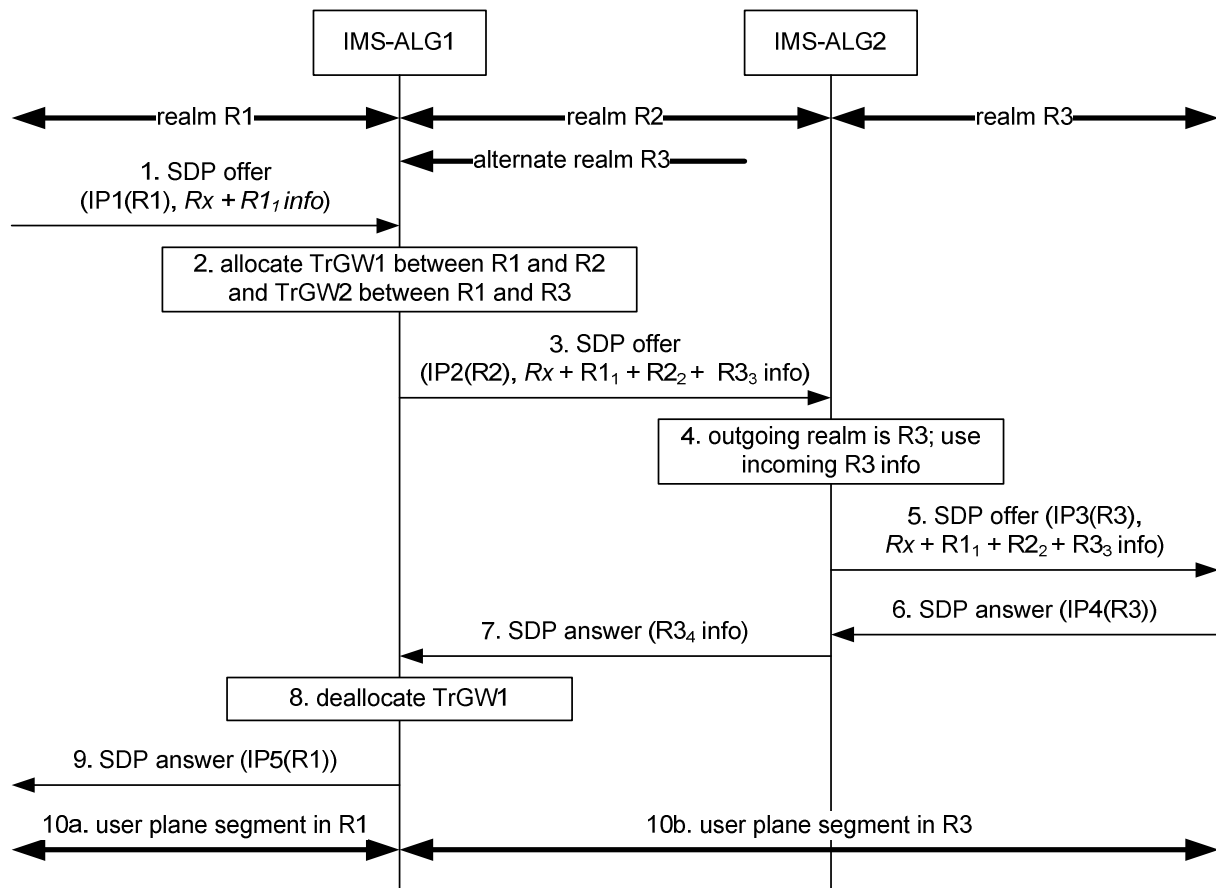 IMS-ALG1
IMS-ALG2
realm R1
realm R2
realm R3
alternate realm R3
1. SDP offer
(IP1(R1), Rx + R1₁ info)
2. allocate TrGW1 between R1 and R2
and TrGW2 between R1 and R3
3. SDP offer
(IP2(R2), Rx + R1₁ + R2₂ + R3₃ info)
4. outgoing realm is R3; use
incoming R3 info
5. SDP offer (IP3(R3),
Rx + R1₁ + R2₂ + R3₃ info)
6. SDP answer (IP4(R3))
7. SDP answer (R3₄ info)
8. deallocate TrGW1
9. SDP answer (IP5(R1))
10a. user plane segment in R1
10b. user plane segment in R3